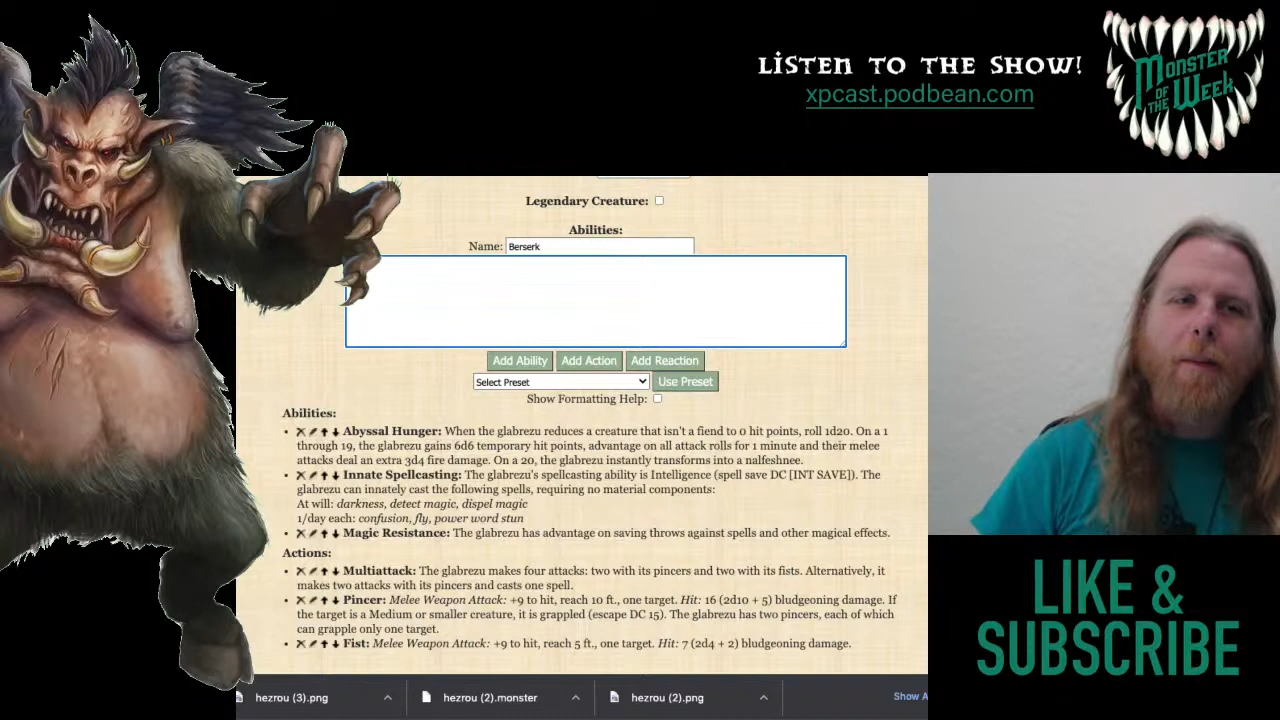 LISTEN TO THE SHOW!
xpcast.podbean.com
MONSTER
OF THE WEEK
Legendary Creature:
Abilities:
Name: Berserk
Add Ability Add Action Add Reaction
Select Preset Use Preset
Show Formatting Help:
Abilities:
Abyssal Hunger: When the glabrezu reduces a creature that isn't a fiend to 0 hit points, roll 1d20. On a 1
through 19, the glabrezu gains 6d6 temporary hit points, advantage on all attack rolls for 1 minute and their melee
attacks deal an extra 3d4 fire damage. On a 20, the glabrezu instantly transforms into a nalfeshnee.
Innate Spellcasting: The glabrezu's spellcasting ability is Intelligence (spell save DC [INT SAVE]). The
glabrezu can innately cast the following spells, requiring no material components:
At will: darkness, detect magic, dispel magic
1/day each: confusion, fly, power word stun
Magic Resistance: The glabrezu has advantage on saving throws against spells and other magical effects.
Actions:
Multiattack: The glabrezu makes four attacks: two with its pincers and two with its fists. Alternatively, it
makes two attacks with its pincers and casts one spell.
Pincer: Melee Weapon Attack: +9 to hit, reach 10 ft., one target. Hit: 16 (2d10 + 5) bludgeoning damage. If
the target is a Medium or smaller creature, it is grappled (escape DC 15). The glabrezu has two pincers, each of which
can grapple only one target.
Fist: Melee Weapon Attack: +9 to hit, reach 5 ft., one target. Hit: 7 (2d4 + 2) bludgeoning damage.
hezrou (3).png hezrou (2).monster hezrou (2).png Show A
LIKE &
SUBSCRIBE